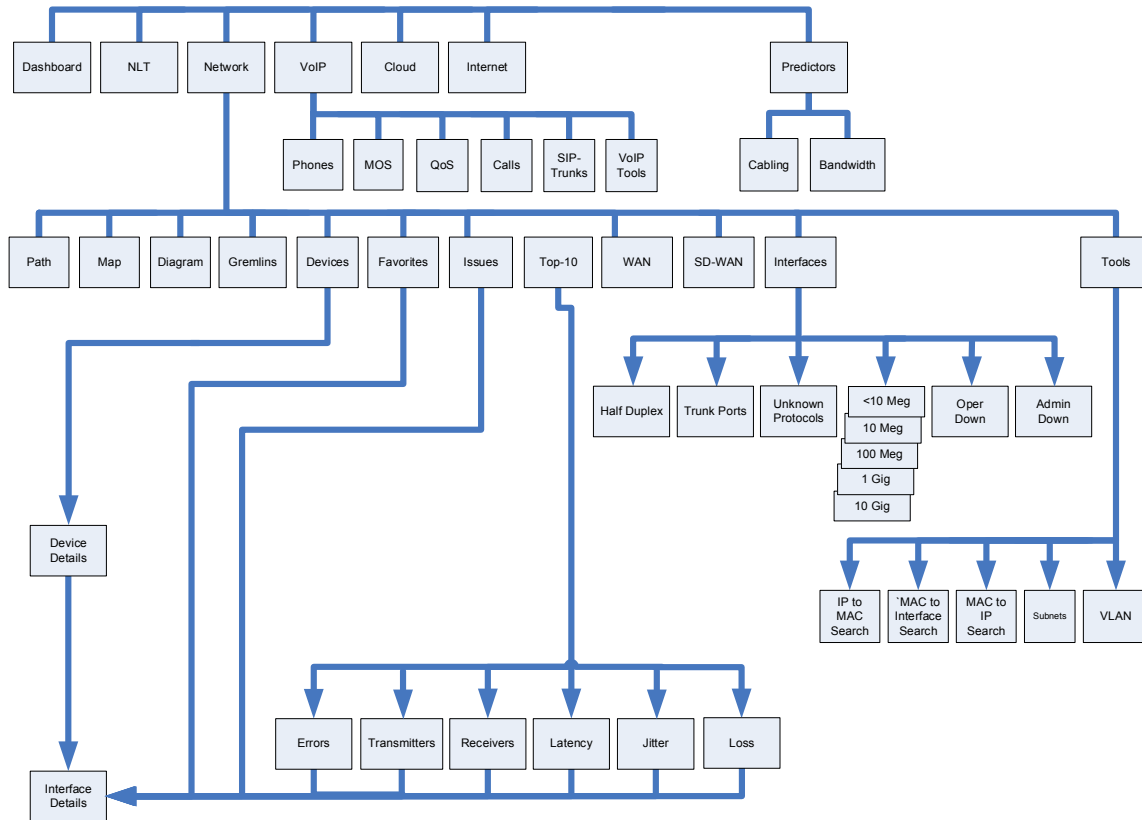 Dashboard
NLT
Network
VoIP
Cloud
Internet
Predictors
Phones
MOS
QoS
Calls
SIP-
Trunks
VoIP
Tools
Cabling
Bandwidth
Path
Map
Diagram
Gremlins
Devices
Favorites
Issues
Top-10
WAN
SD-WAN
Interfaces
Tools
Half Duplex
Trunk Ports
Unknown
Protocols
<10 Meg
10 Meg
100 Meg
1 Gig
10 Gig
Oper
Down
Admin
Down
Device
Details
IP to
MAC
Search
`MAC to
Interface
Search
MAC to
IP
Search
Subnets
VLAN
Errors
Transmitters
Receivers
Latency
Jitter
Loss
Interface
Details